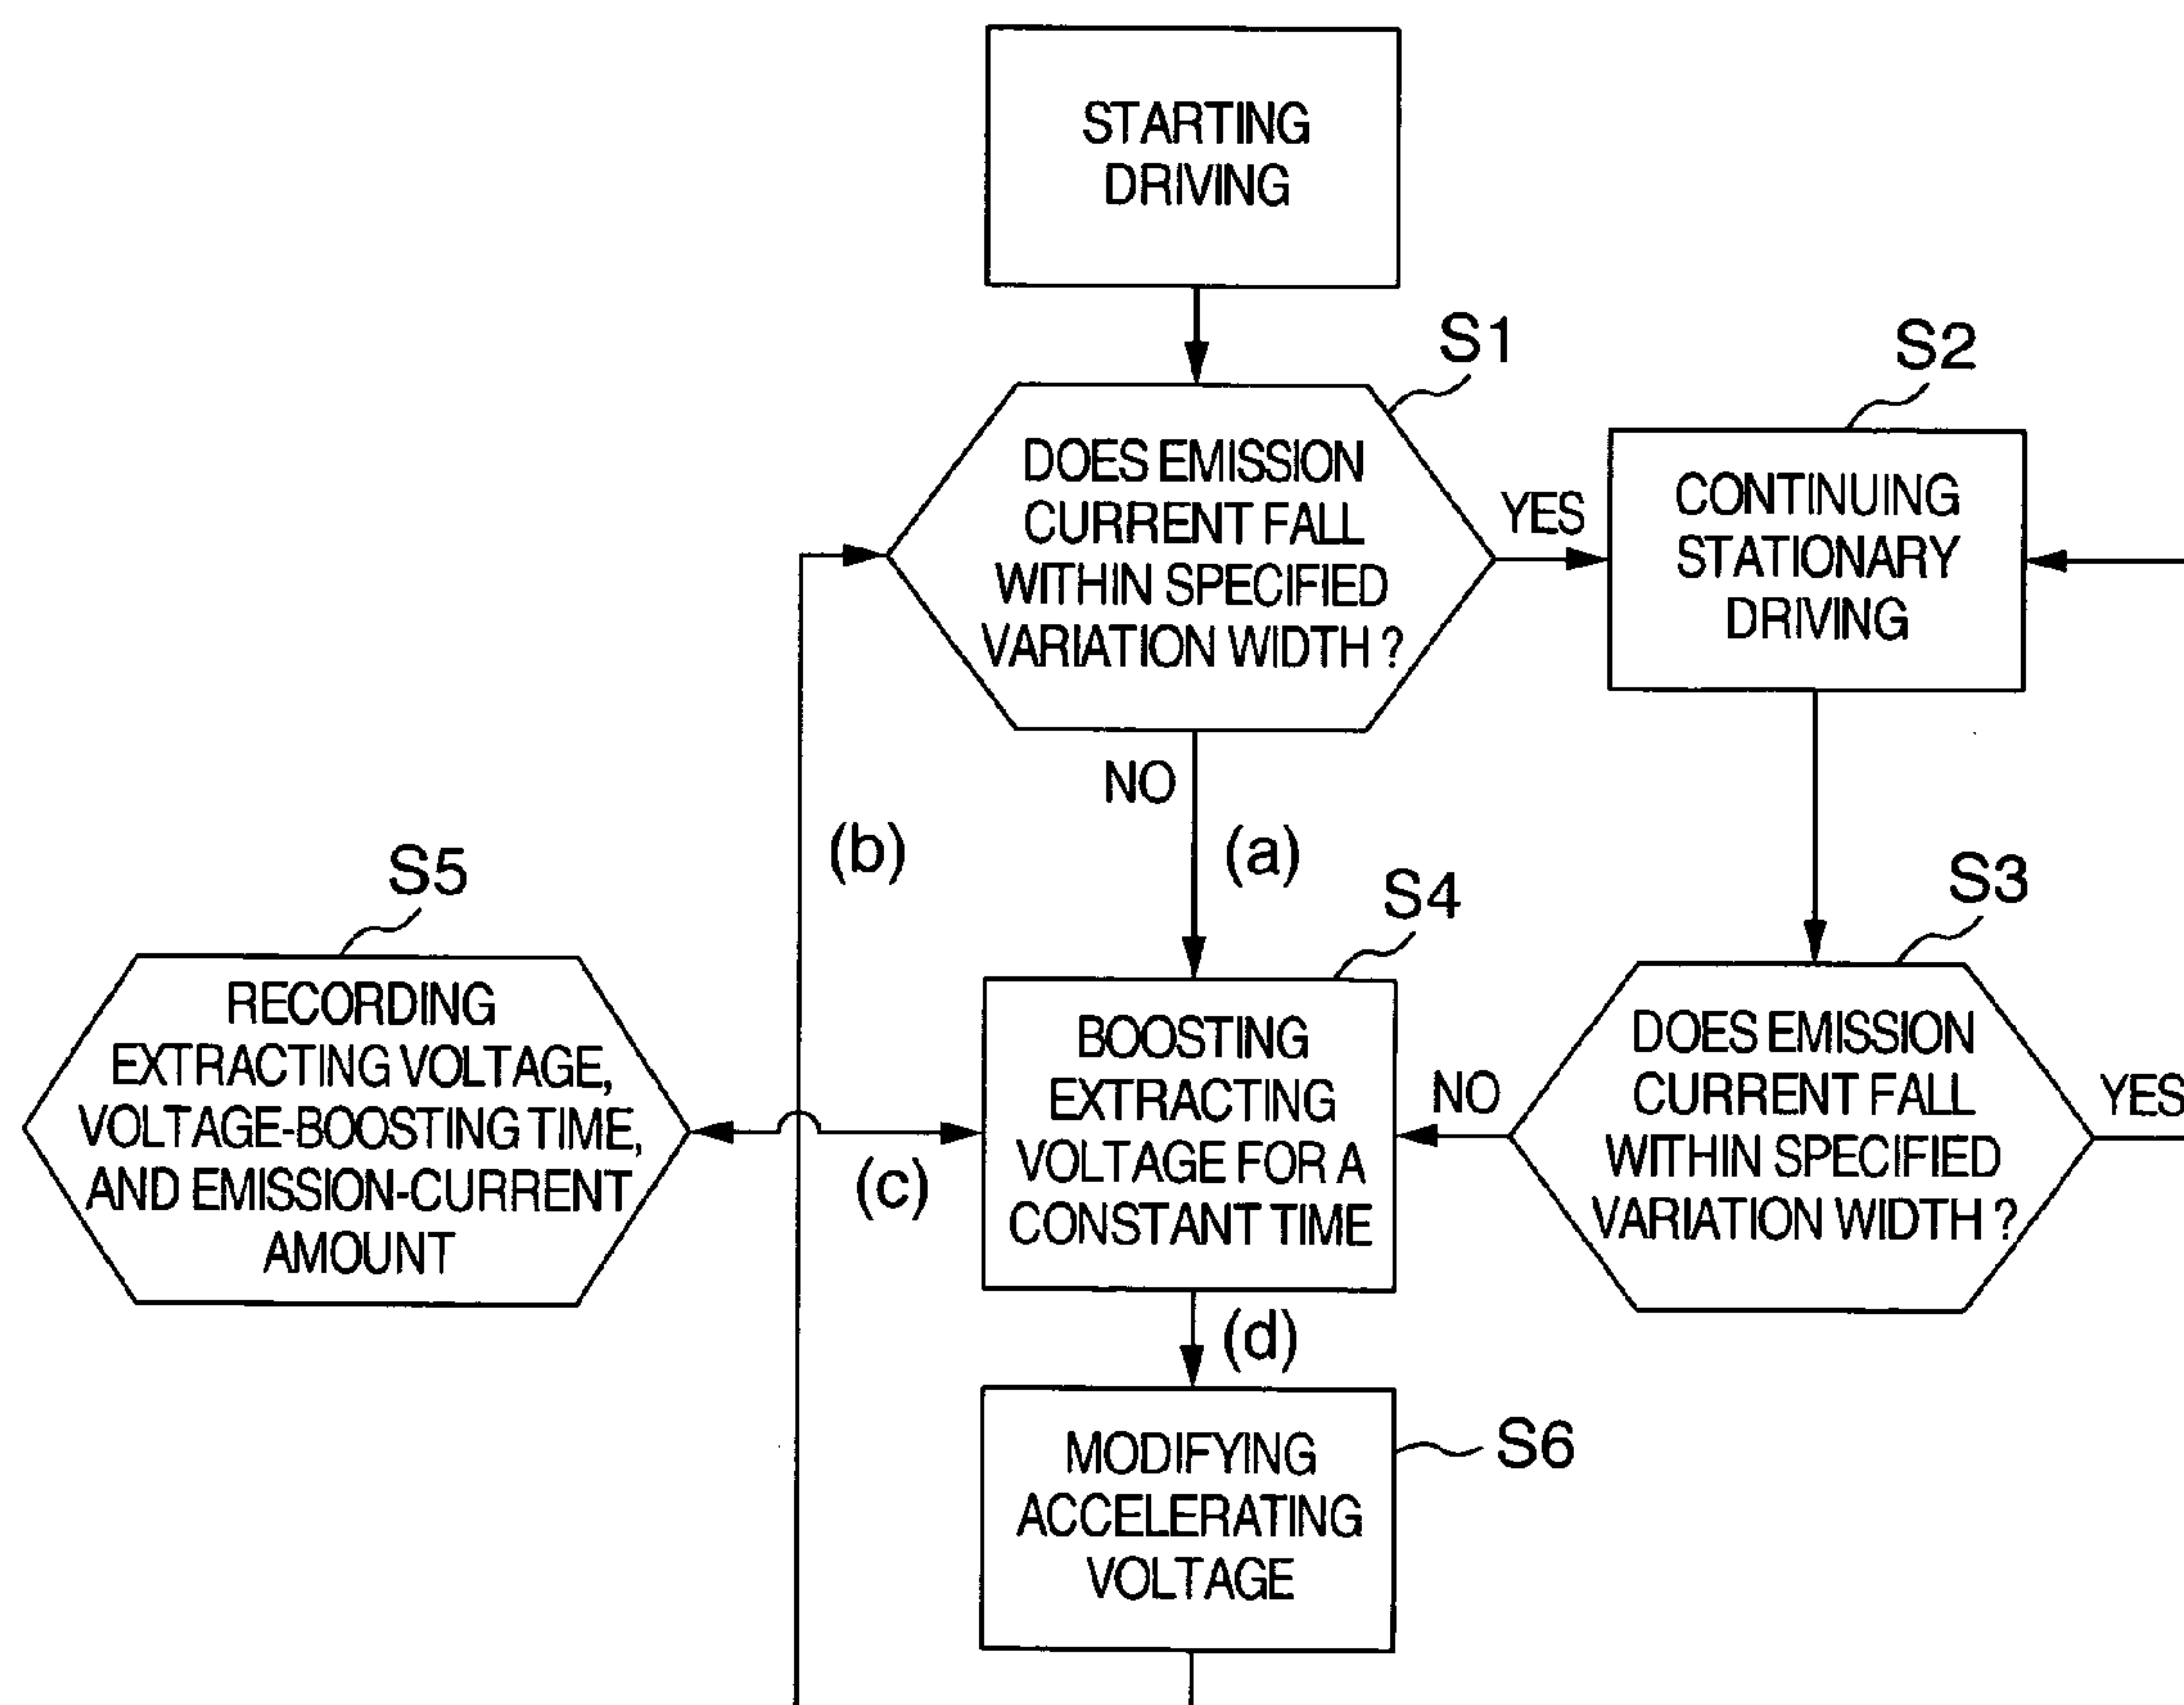 STARTING
DRIVING
S1
DOES EMISSION
CURRENT FALL
WITHIN SPECIFIED
VARIATION WIDTH ?
YES
S2
CONTINUING
STATIONARY
DRIVING
NO
(a)
(b)
S5
RECORDING
EXTRACTING VOLTAGE,
VOLTAGE-BOOSTING TIME,
AND EMISSION-CURRENT
AMOUNT
(c)
S4
BOOSTING
EXTRACTING
VOLTAGE FOR A
CONSTANT TIME
NO
S3
DOES EMISSION
CURRENT FALL
WITHIN SPECIFIED
VARIATION WIDTH ?
YES
(d)
MODIFYING
ACCELERATING
VOLTAGE
S6